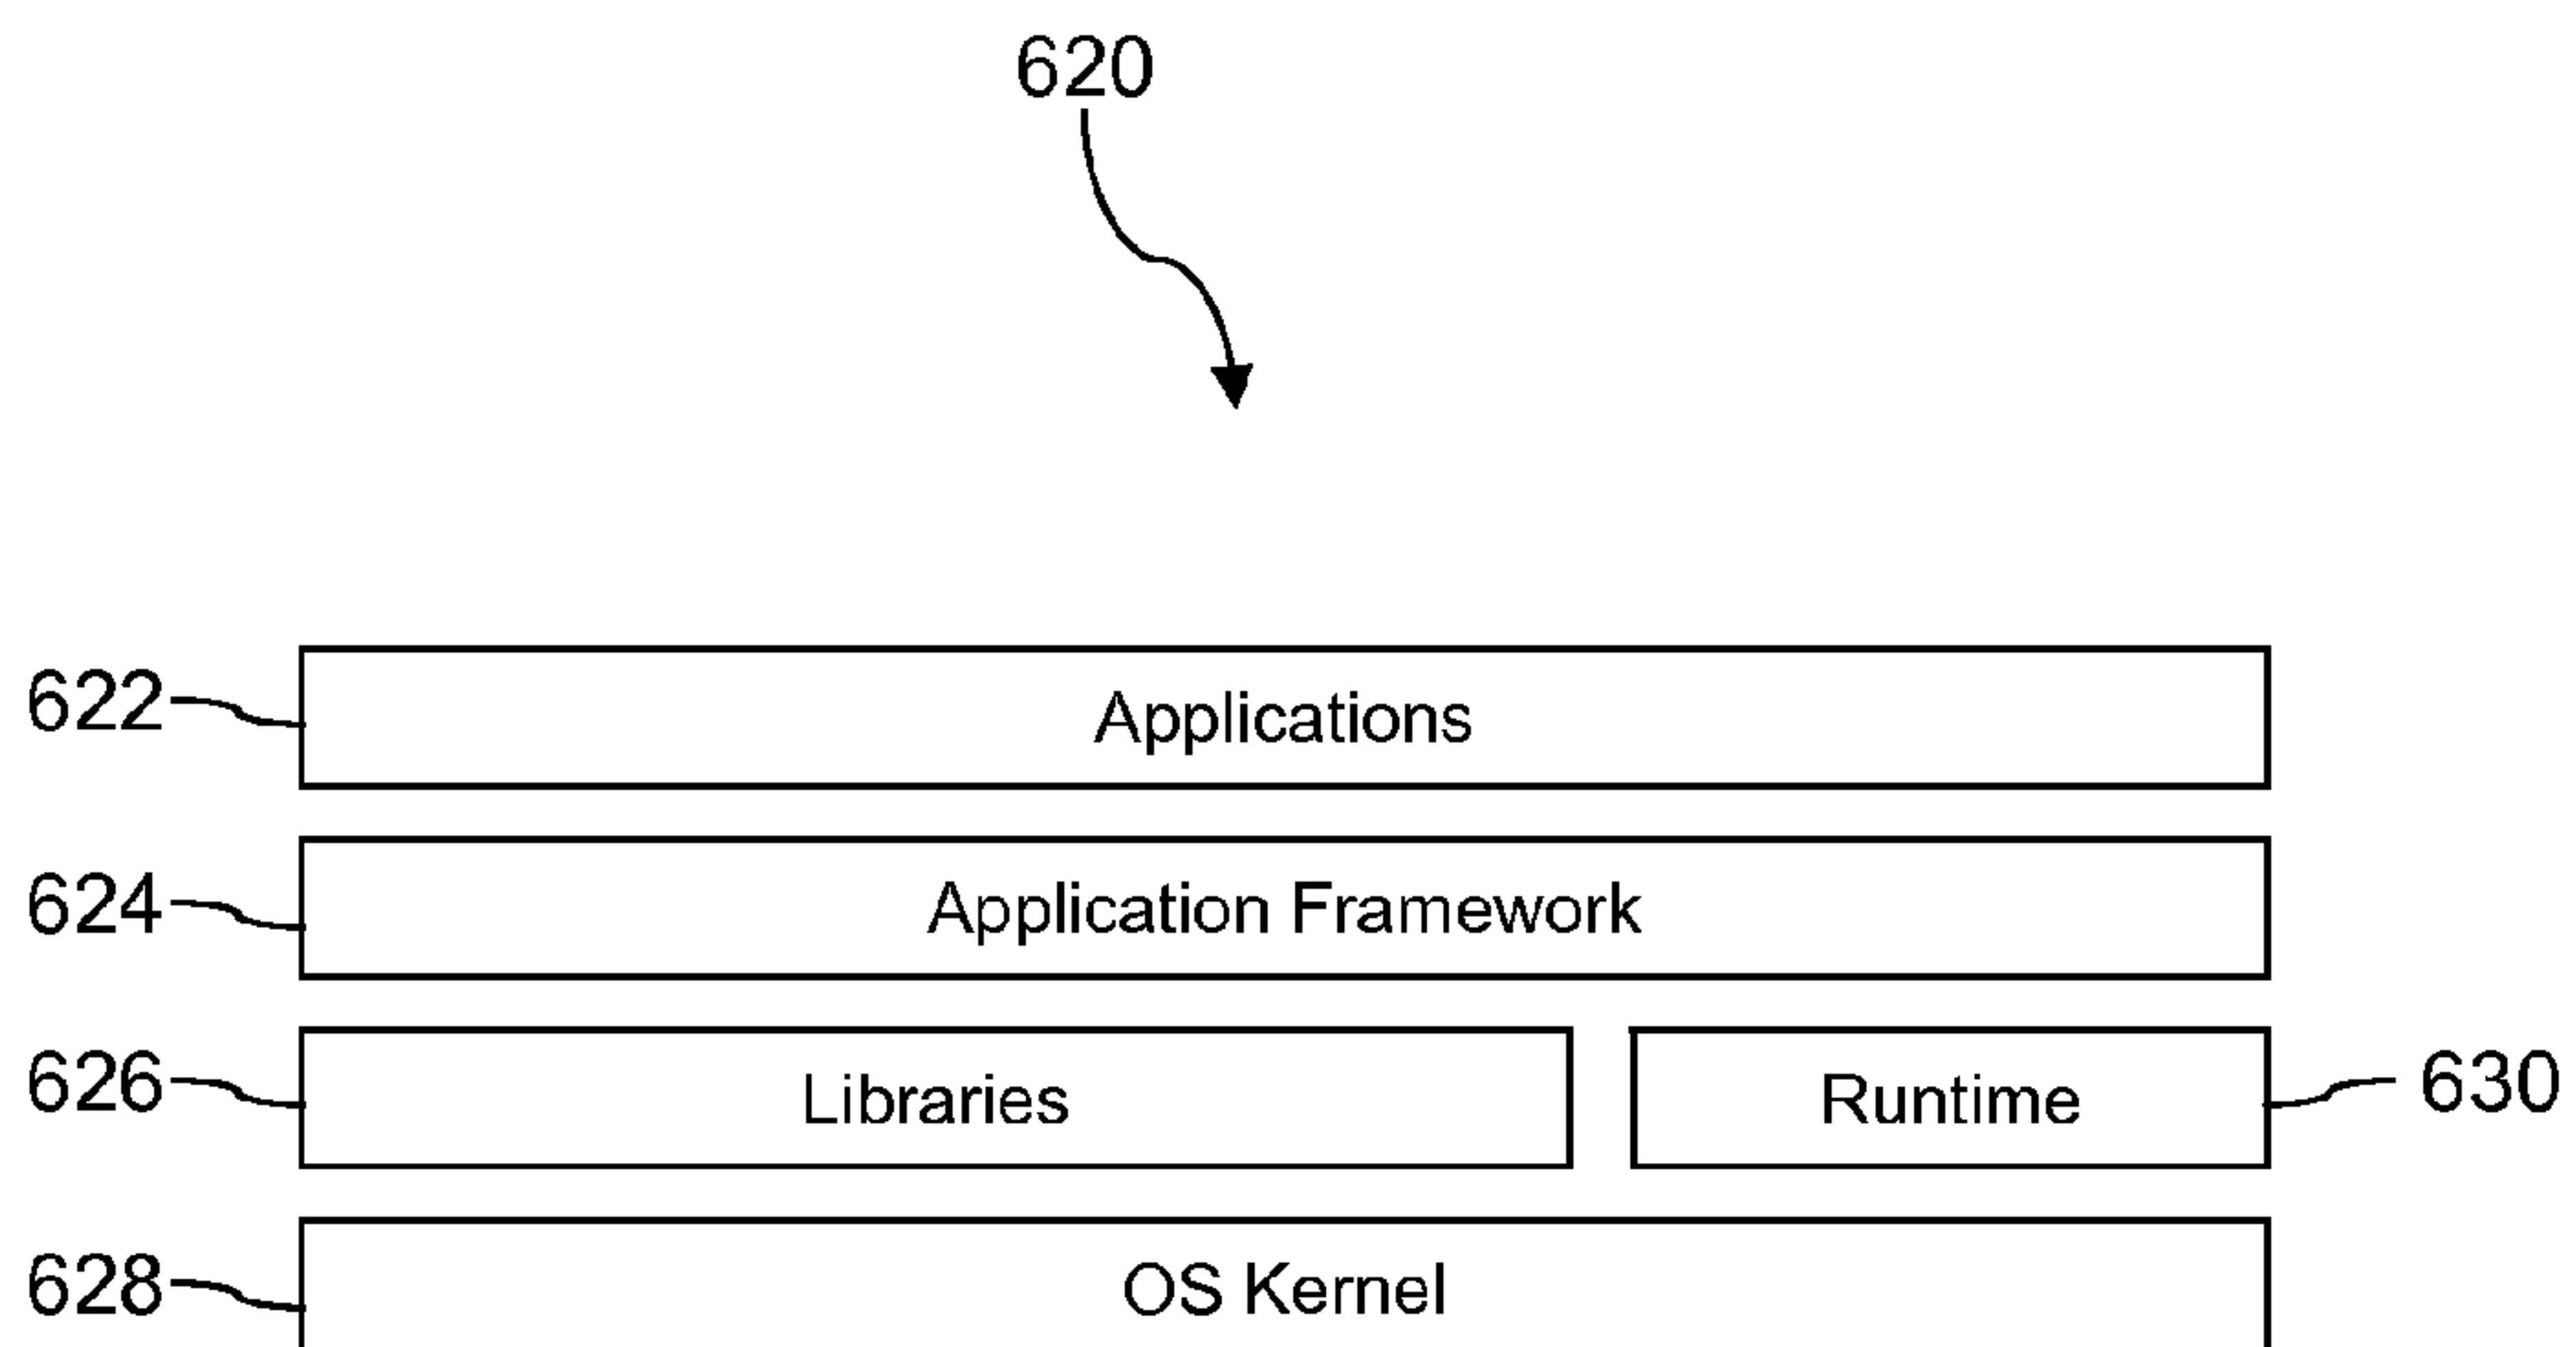 620
622
Applications
624
Application Framework
626
Libraries
Runtime
630
628
OS Kernel